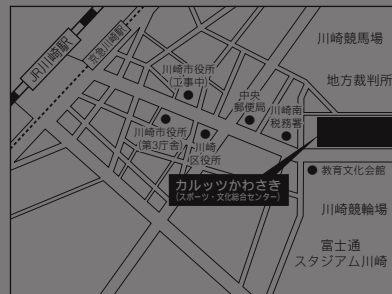 JR川崎駅
京急川崎駅
川崎市役所
(工事中)
中央
郵便局
川崎競馬場
地方裁判所
川崎南
税務署
川崎市役所
(第3庁舎)
川崎
区役所
カルッツかわさき
(スポーツ・文化総合センター)
教育文化会館
川崎競輪場
富士通
スタジアム川崎